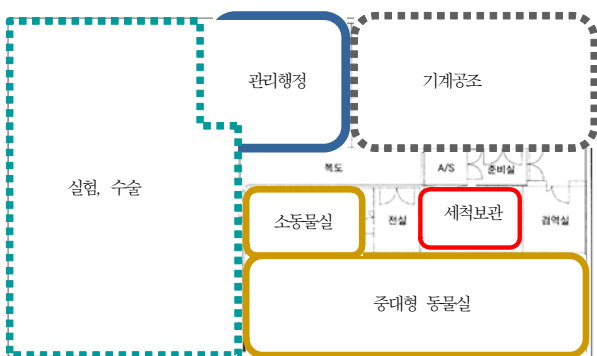 관리행정
기계공조
복도
A/S
준비실
실험, 수술
소동물실
전실
세척보관
검역실
중대형 동물실